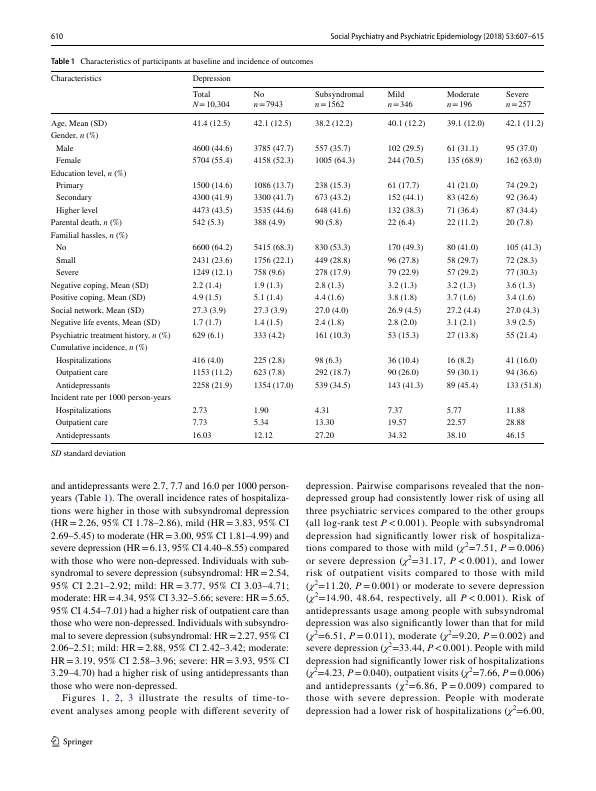 610 Social Psychiatry and Psychiatric Epidemiology (2018) 53:607–615
Table 1 Characteristics of participants at baseline and incidence of outcomes
Characteristics Depression
Total No Subsyndromal Mild Moderate Severe
N = 10,304 n = 7943 n = 1562 n = 346 n = 196 n = 257
Age, Mean (SD) 41.4 (12.5) 42.1 (12.5) 38.2 (12.2) 40.1 (12.2) 39.1 (12.0) 42.1 (11.2)
Gender, n (%)
Male 4600 (44.6) 3785 (47.7) 557 (35.7) 102 (29.5) 61 (31.1) 95 (37.0)
Female 5704 (55.4) 4158 (52.3) 1005 (64.3) 244 (70.5) 135 (68.9) 162 (63.0)
Education level, n (%)
Primary 1500 (14.6) 1086 (13.7) 238 (15.3) 61 (17.7) 41 (21.0) 74 (29.2)
Secondary 4300 (41.9) 3300 (41.7) 673 (43.2) 152 (44.1) 83 (42.6) 92 (36.4)
Higher level 4473 (43.5) 3535 (44.6) 648 (41.6) 132 (38.3) 71 (36.4) 87 (34.4)
Parental death, n (%) 542 (5.3) 388 (4.9) 90 (5.8) 22 (6.4) 22 (11.2) 20 (7.8)
Familial hassles, n (%)
No 6600 (64.2) 5415 (68.3) 830 (53.3) 170 (49.3) 80 (41.0) 105 (41.3)
Small 2431 (23.6) 1756 (22.1) 449 (28.8) 96 (27.8) 58 (29.7) 72 (28.3)
Severe 1249 (12.1) 758 (9.6) 278 (17.9) 79 (22.9) 57 (29.2) 77 (30.3)
Negative coping, Mean (SD) 2.2 (1.4) 1.9 (1.3) 2.8 (1.3) 3.2 (1.3) 3.2 (1.3) 3.6 (1.3)
Positive coping, Mean (SD) 4.9 (1.5) 5.1 (1.4) 4.4 (1.6) 3.8 (1.8) 3.7 (1.6) 3.4 (1.6)
Social network, Mean (SD) 27.3 (3.9) 27.3 (3.9) 27.0 (4.0) 26.9 (4.5) 27.2 (4.4) 27.0 (4.3)
Negative life events, Mean (SD) 1.7 (1.7) 1.4 (1.5) 2.4 (1.8) 2.8 (2.0) 3.1 (2.1) 3.9 (2.5)
Psychiatric treatment history, n (%) 629 (6.1) 333 (4.2) 161 (10.3) 53 (15.3) 27 (13.8) 55 (21.4)
Cumulative incidence, n (%)
Hospitalizations 416 (4.0) 225 (2.8) 98 (6.3) 36 (10.4) 16 (8.2) 41 (16.0)
Outpatient care 1153 (11.2) 623 (7.8) 292 (18.7) 90 (26.0) 59 (30.1) 94 (36.6)
Antidepressants 2258 (21.9) 1354 (17.0) 539 (34.5) 143 (41.3) 89 (45.4) 133 (51.8)
Incident rate per 1000 person-years
Hospitalizations 2.73 1.90 4.31 7.37 5.77 11.88
Outpatient care 7.73 5.34 13.30 19.57 22.57 28.88
Antidepressants 16.03 12.12 27.20 34.32 38.10 46.15
SD standard deviation
and antidepressants were 2.7, 7.7 and 16.0 per 1000 person-
years (Table 1). The overall incidence rates of hospitaliza-
tions were higher in those with subsyndromal depression
(HR = 2.26, 95% CI 1.78–2.86), mild (HR = 3.83, 95% CI
2.69–5.45) to moderate (HR = 3.00, 95% CI 1.81–4.99) and
severe depression (HR = 6.13, 95% CI 4.40–8.55) compared
with those who were non-depressed. Individuals with sub-
syndromal to severe depression (subsyndromal: HR = 2.54,
95% CI 2.21–2.92; mild: HR = 3.77, 95% CI 3.03–4.71;
moderate: HR = 4.34, 95% CI 3.32–5.66; severe: HR = 5.65,
95% CI 4.54–7.01) had a higher risk of outpatient care than
those who were non-depressed. Individuals with subsyndro-
mal to severe depression (subsyndromal: HR = 2.27, 95% CI
2.06–2.51; mild: HR = 2.88, 95% CI 2.42–3.42; moderate:
HR = 3.19, 95% CI 2.58–3.96; severe: HR = 3.93, 95% CI
3.29–4.70) had a higher risk of using antidepressants than
those who were non-depressed.
Figures 1, 2, 3 illustrate the results of time-to-
event analyses among people with different severity of
depression. Pairwise comparisons revealed that the non-
depressed group had consistently lower risk of using all
three psychiatric services compared to the other groups
(all log-rank test P < 0.001). People with subsyndromal
depression had significantly lower risk of hospitaliza-
tions compared to those with mild (χ²=7.51, P = 0.006)
or severe depression (χ²=31.17, P < 0.001), and lower
risk of outpatient visits compared to those with mild
(χ²=11.20, P = 0.001) or moderate to severe depression
(χ²=14.90, 48.64, respectively, all P < 0.001). Risk of
antidepressants usage among people with subsyndromal
depression was also significantly lower than that for mild
(χ²=6.51, P = 0.011), moderate (χ²=9.20, P = 0.002) and
severe depression (χ²=33.44, P < 0.001). People with mild
depression had significantly lower risk of hospitalizations
(χ²=4.23, P = 0.040), outpatient visits (χ²=7.66, P = 0.006)
and antidepressants (χ²=6.86, P = 0.009) compared to
those with severe depression. People with moderate
depression had a lower risk of hospitalizations (χ²=6.00,
Springer